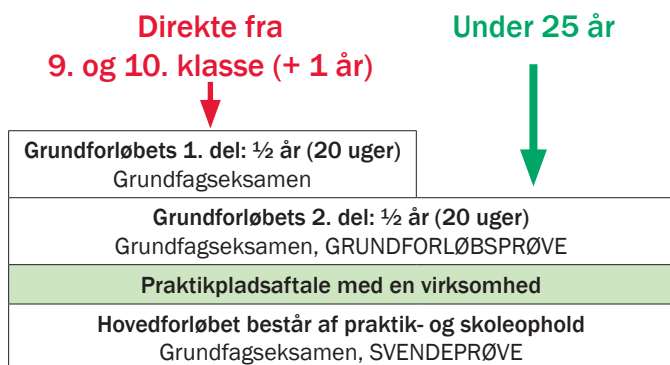 Direkte fra
9. og 10. klasse (+ 1 år)
Under 25 år
Grundforløbets 1. del: ½ år (20 uger)
Grundfagseksamen
Grundforløbets 2. del: ½ år (20 uger)
Grundfagseksamen, GRUNDFORLØBSPRØVE
Praktikpladsaftale med en virksomhed
Hovedforløbet består af praktik- og skoleophold
Grundfagseksamen, SVENDEPRØVE